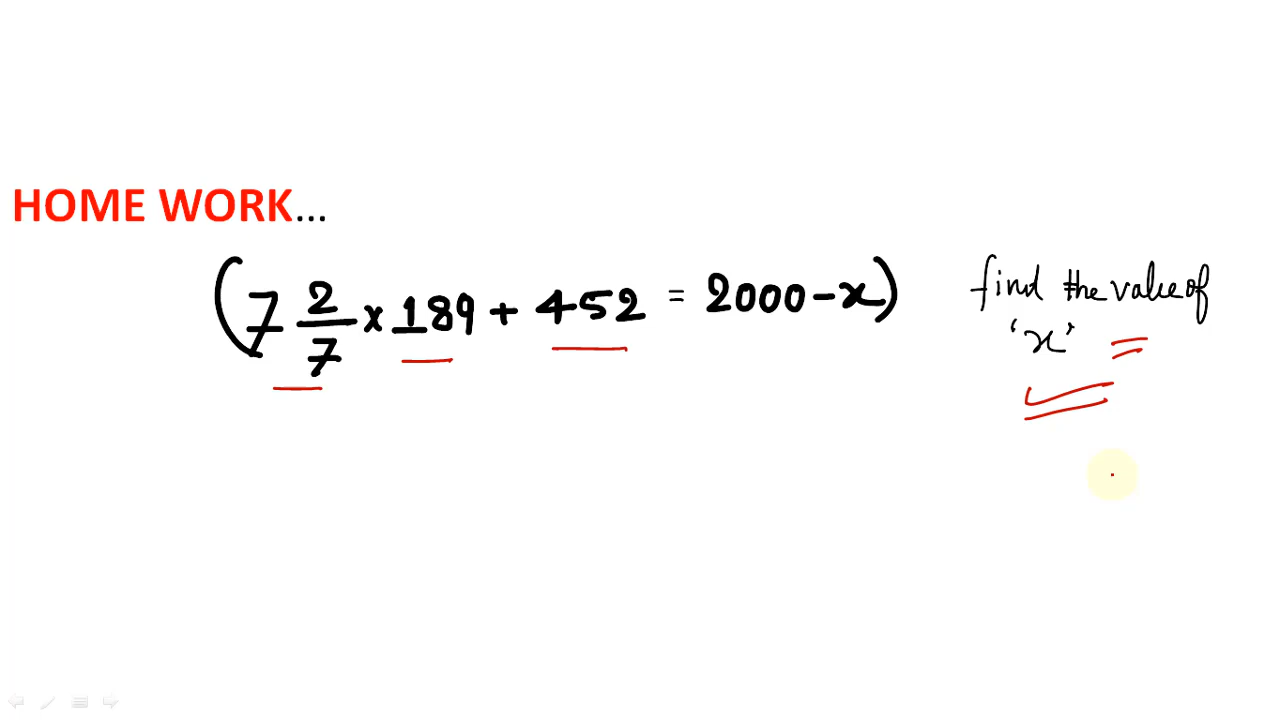 HOME WORK...
(7 2/7 × 189 + 452 = 2000 - x) find the value of
'x'